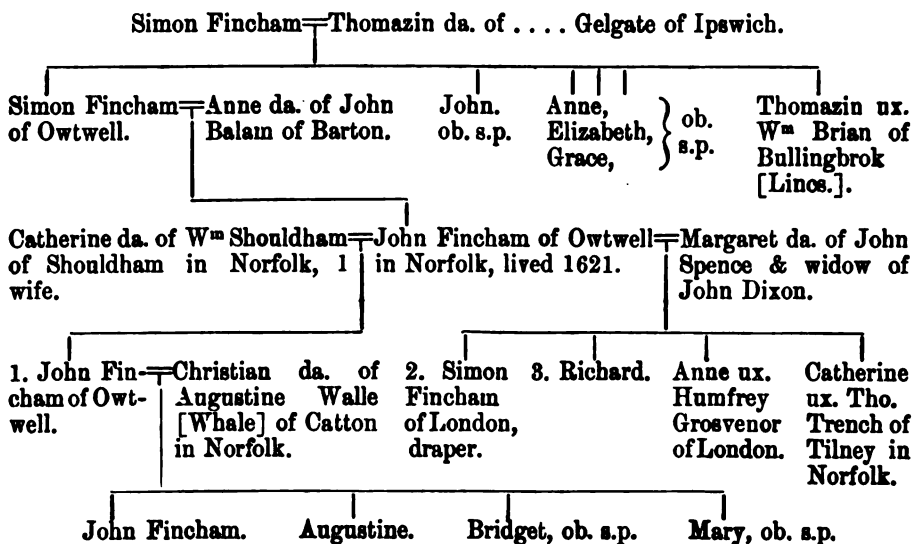 Simon Fincham=Thomazin da. of . . . . Gelgate of Ipswich.
Simon Fincham=Anne da. of John
of Owtwell. Balam of Barton.
John.
ob. s.p.
Anne,
Elizabeth,
Grace,
ob.
s.p.
Thomazin ux.
Wᵐ Brian of
Bullingbrok
[Lincs.].
Catherine da. of Wᵐ Shouldham=John Fincham of Owtwell=Margaret da. of John
of Shouldham in Norfolk, 1 in Norfolk, lived 1621. Spence & widow of
wife. John Dixon.
1. John Fin-=Christian da. of
cham of Owt- Augustine Walle
well. [Whale] of Catton
in Norfolk.
2. Simon
Fincham
of London,
draper.
3. Richard.
Anne ux.
Humfrey
Grosvenor
of London.
Catherine
ux. Tho.
Trench of
Tilney in
Norfolk.
John Fincham. Augustine. Bridget, ob. s.p. Mary, ob. s.p.